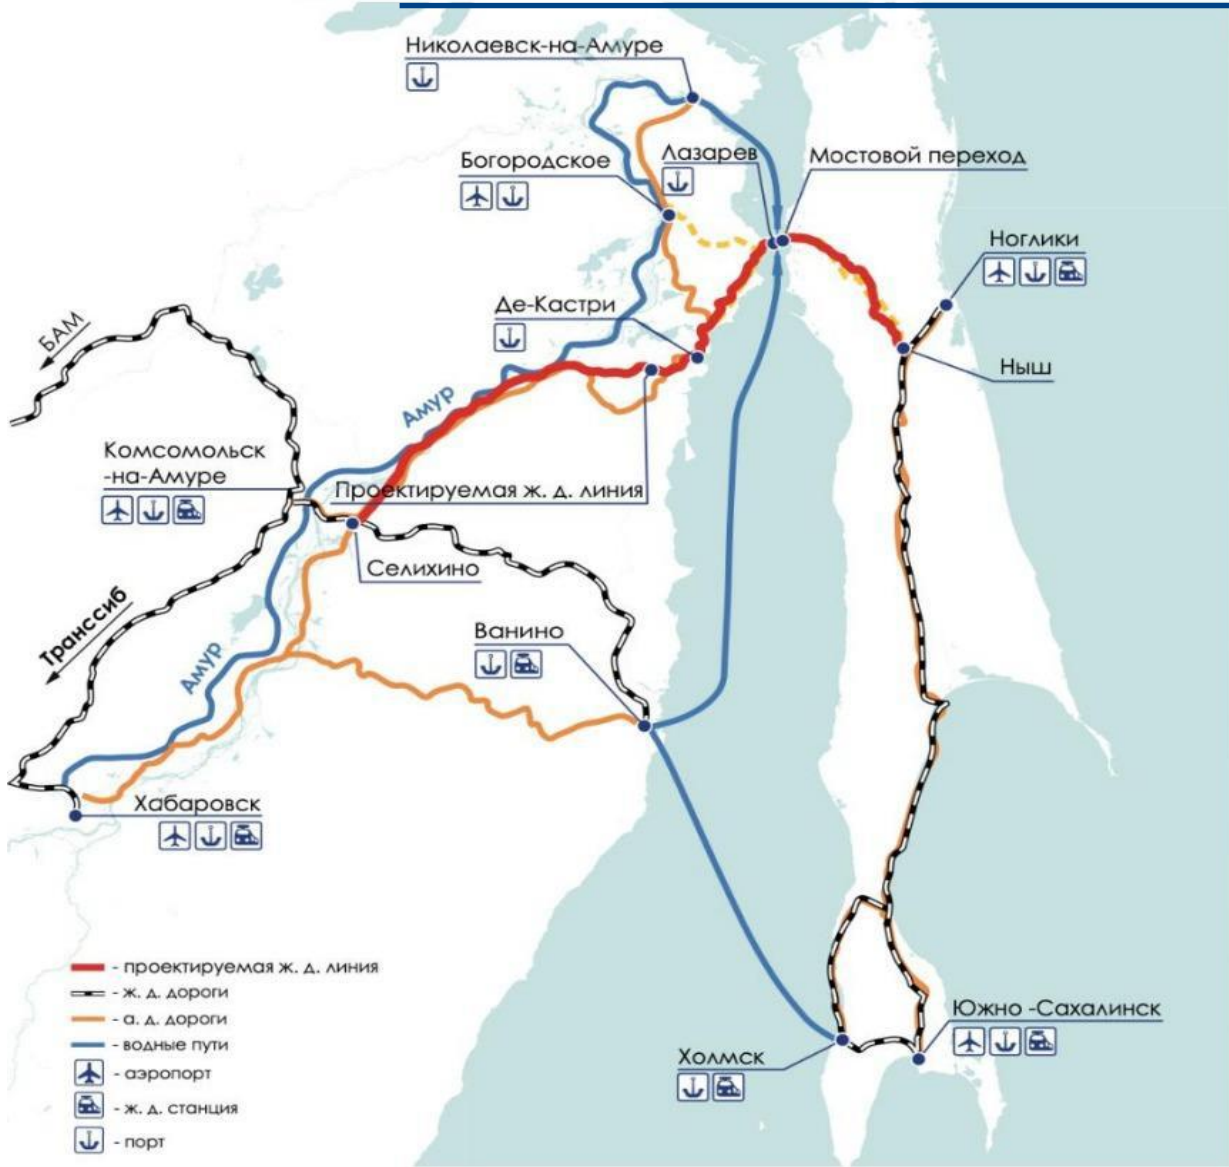 Николаевск-на-Амуре
Богородское
Лазарев
Мостовой переход
Ноглики
Де-Кастри
БАМ
Ныш
Амур
Комсомольск
-на-Амуре
Проектируемая ж. д. линия
Селихино
Транссиб
Ванино
Амур
Хабаровск
- проектируемая ж. д. линия
- ж. д. дороги
- а. д. дороги
- водные пути
- аэропорт
- ж. д. станция
- порт
Южно -Сахалинск
Холмск